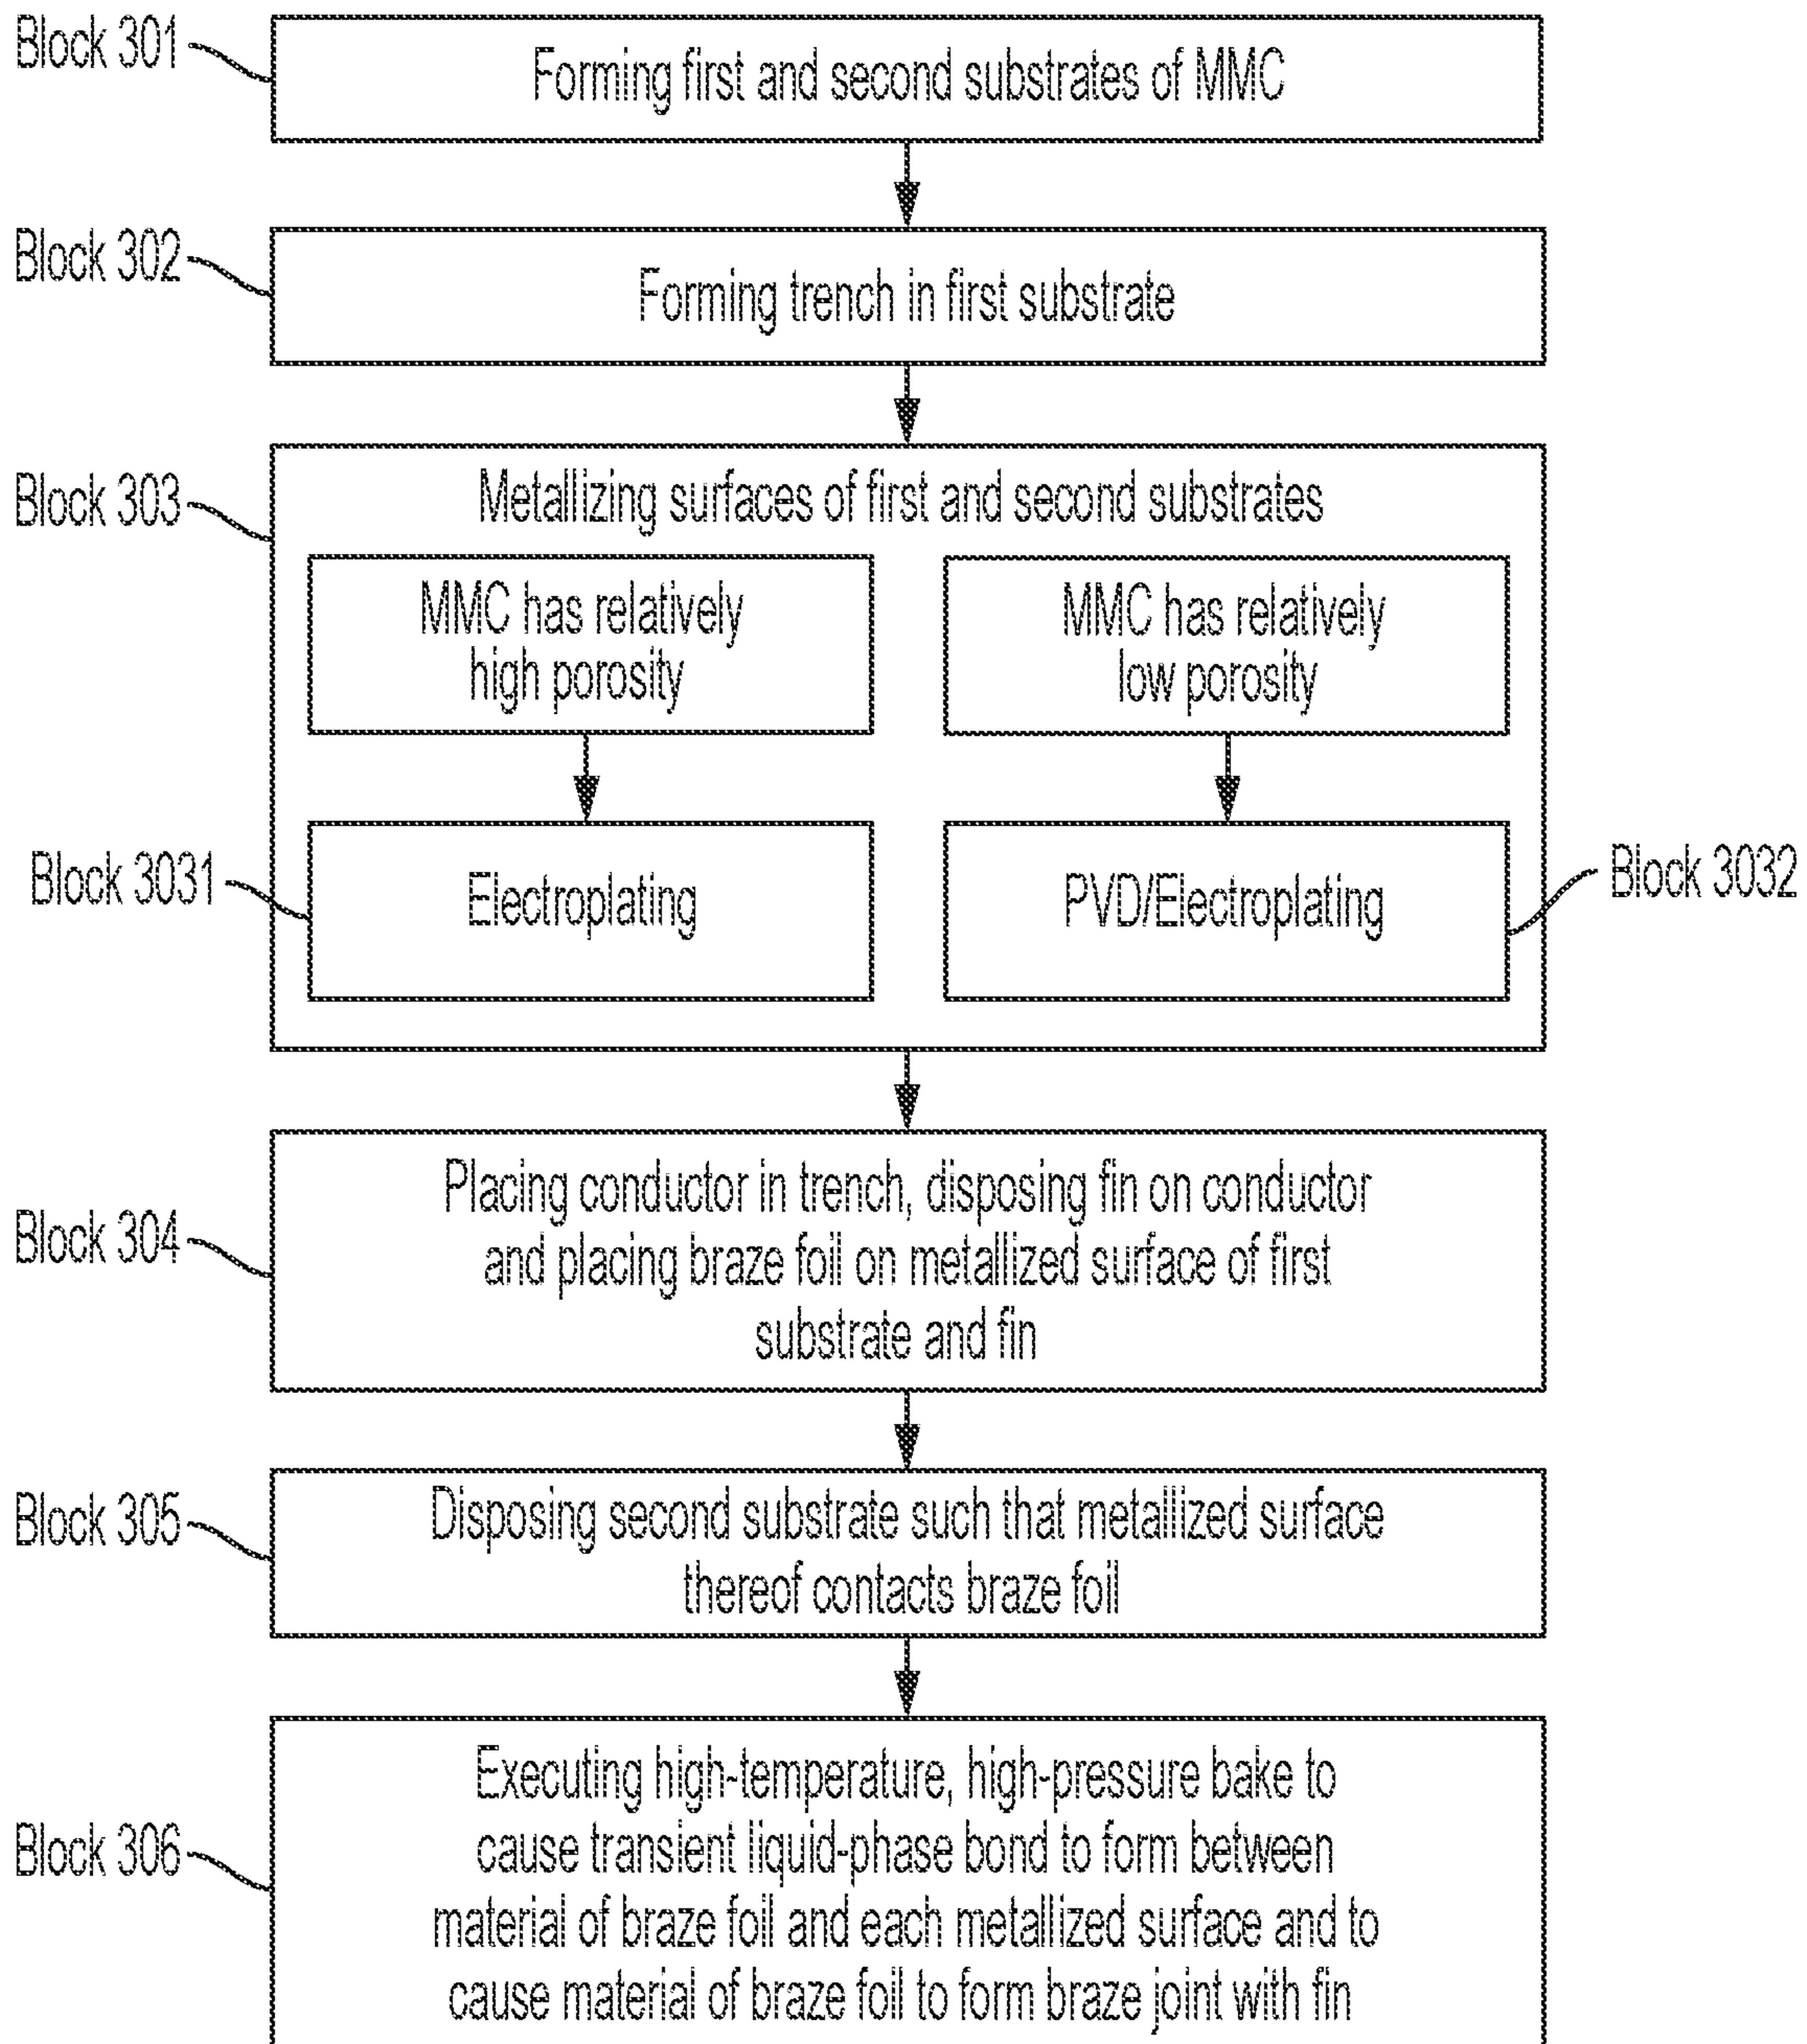 Block 301
Forming first and second substrates of MMC
Block 302
Forming trench in first substrate
Block 303
Metallizing surfaces of first and second substrates
MMC has relatively
high porosity
MMC has relatively
low porosity
Block 3031
Electroplating
PVD/Electroplating
Block 3032
Block 304
Placing conductor in trench, disposing fin on conductor
and placing braze foil on metallized surface of first
substrate and fin
Block 305
Disposing second substrate such that metallized surface
thereof contacts braze foil
Block 306
Executing high-temperature, high-pressure bake to
cause transient liquid-phase bond to form between
material of braze foil and each metallized surface and to
cause material of braze foil to form braze joint with fin